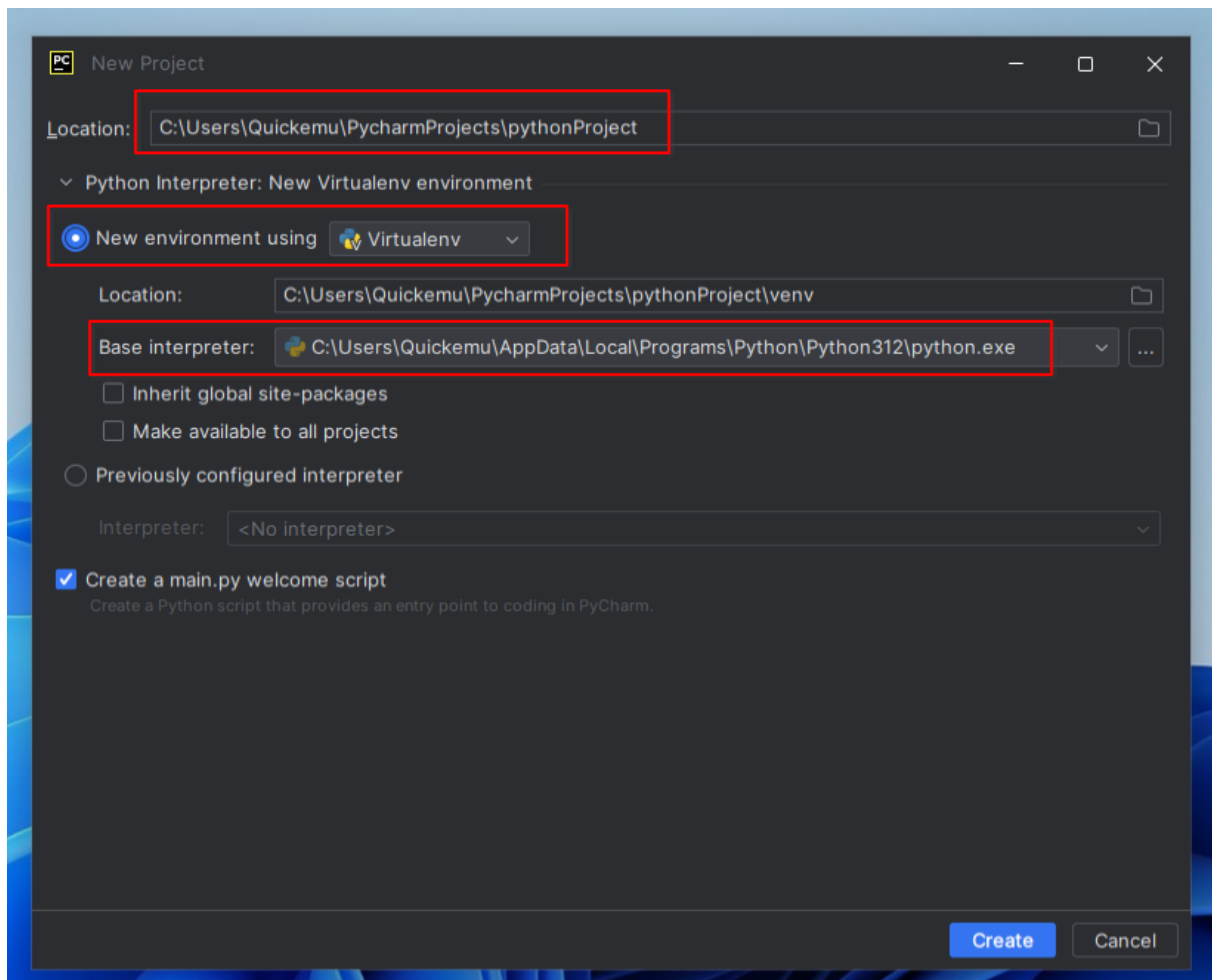 PC New Project
Location: C:\Users\Quickemu\PycharmProjects\pythonProject
Python Interpreter: New Virtualenv environment
New environment using Virtualenv
Location: C:\Users\Quickemu\PycharmProjects\pythonProject\venv
Base interpreter: C:\Users\Quickemu\AppData\Local\Programs\Python\Python312\python.exe ...
Inherit global site-packages
Make available to all projects
Previously configured interpreter
Interpreter: <No interpreter>
Create a main.py welcome script
Create a Python script that provides an entry point to coding in PyCharm.
Create Cancel